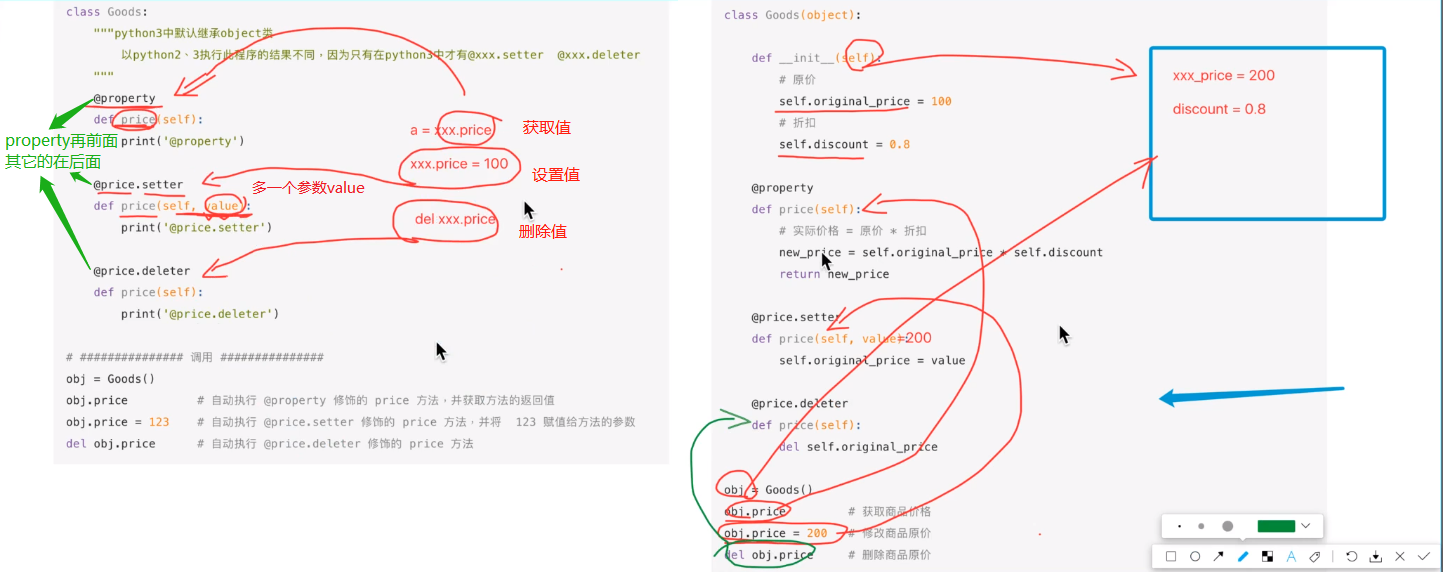 class Goods:
"""python3中默认继承object类
以python2、3执行此程序的结果不同，因为只有在python3中才有@xxx.setter  @xxx.deleter
"""
@property
def price(self):
print('@property')
@price.setter
def price(self, value):
print('@price.setter')
@price.deleter
def price(self):
print('@price.deleter')
# ############### 调用 ###############
obj = Goods()
obj.price # 自动执行 @property 修饰的 price 方法，并获取方法的返回值
obj.price = 123 # 自动执行 @price.setter 修饰的 price 方法，并将 123 赋值给方法的参数
del obj.price # 自动执行 @price.deleter 修饰的 price 方法
property再前面
其它的在后面
a = xxx.price
获取值
xxx.price = 100
设置值
多一个参数value
del xxx.price
删除值
class Goods(object):
def __init__(self):
# 原价
self.original_price = 100
# 折扣
self.discount = 0.8
@property
def price(self):
# 实际价格 = 原价 * 折扣
new_price = self.original_price * self.discount
return new_price
@price.setter
def price(self, value):
=200
self.original_price = value
@price.deleter
def price(self):
del self.original_price
obj = Goods()
obj.price # 获取商品价格
obj.price = 200 # 修改商品原价
del obj.price # 删除商品原价
xxx_price = 200
discount = 0.8
A